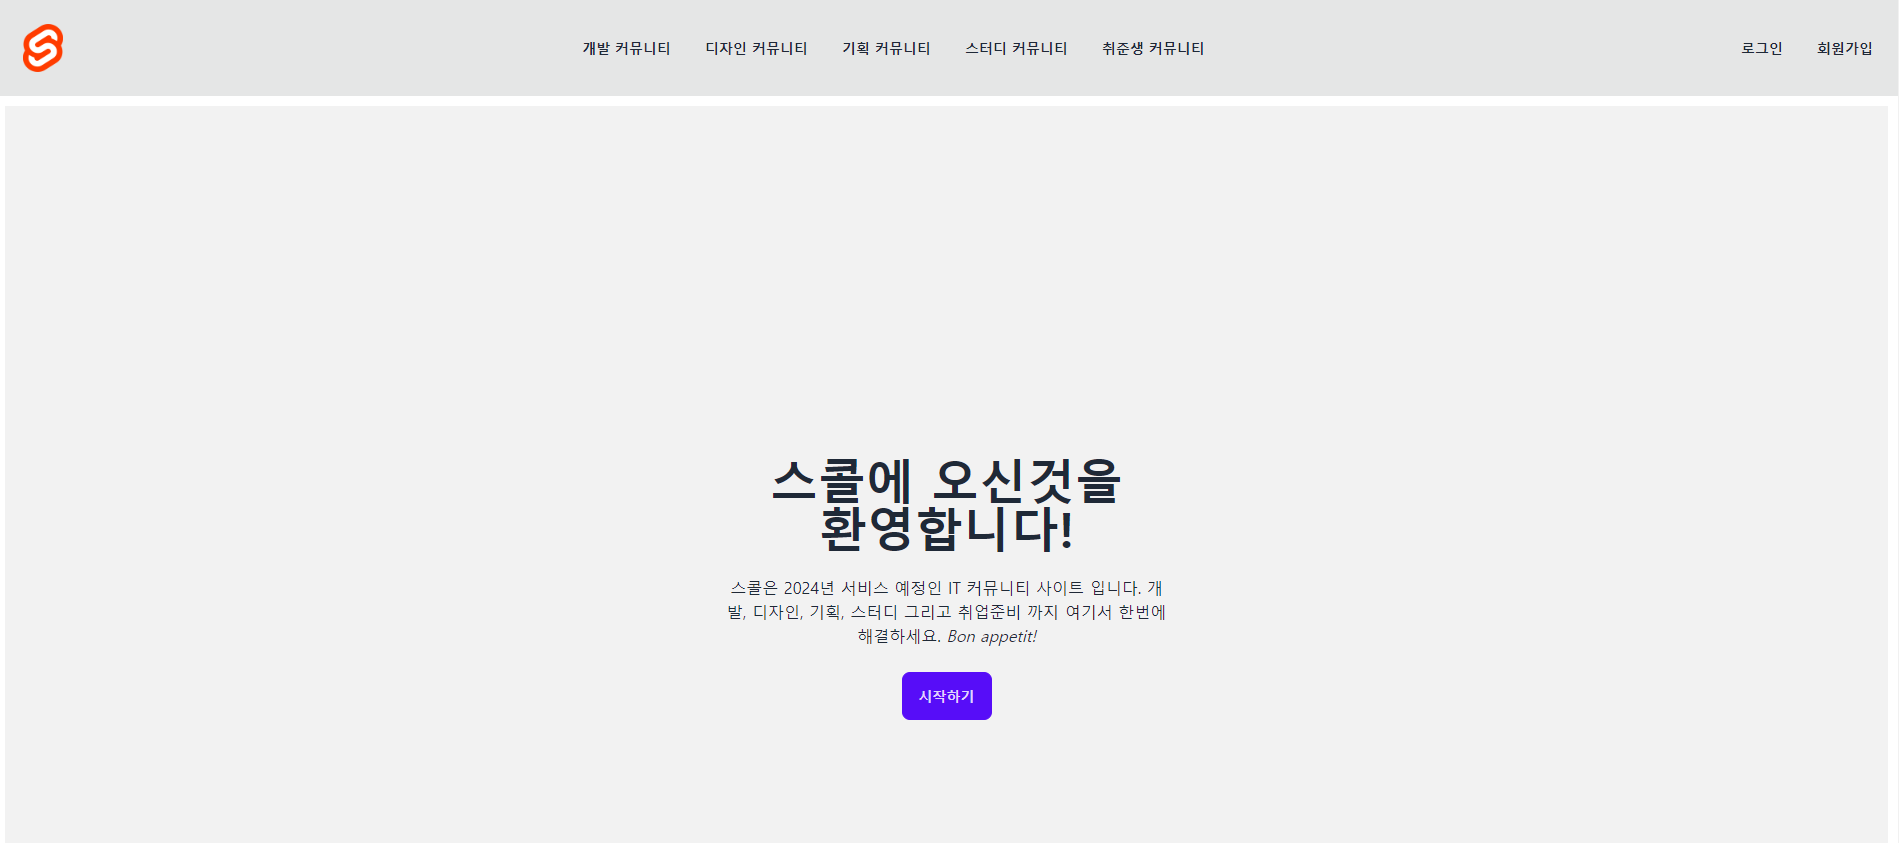 개발 커뮤니티 디자인 커뮤니티 기획 커뮤니티 스터디 커뮤니티 취준생 커뮤니티 로그인 회원가입
스콜에 오신것을
환영합니다!
스콜은 2024년 서비스 예정인 IT 커뮤니티 사이트 입니다. 개
발, 디자인, 기획, 스터디 그리고 취업준비 까지 여기서 한번에
해결하세요. Bon appetit!
시작하기